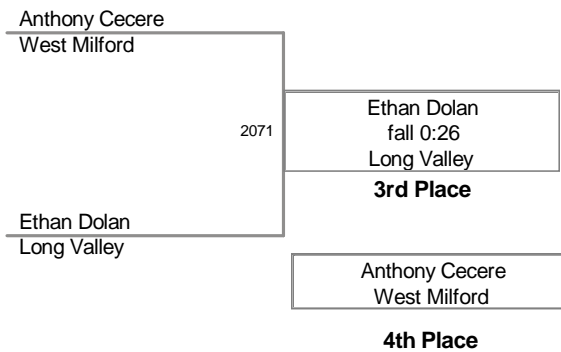 Anthony Cecere
West Milford
2071
Ethan Dolan
fall 0:26
Long Valley
3rd Place
Ethan Dolan
Long Valley
Anthony Cecere
West Milford
4th Place